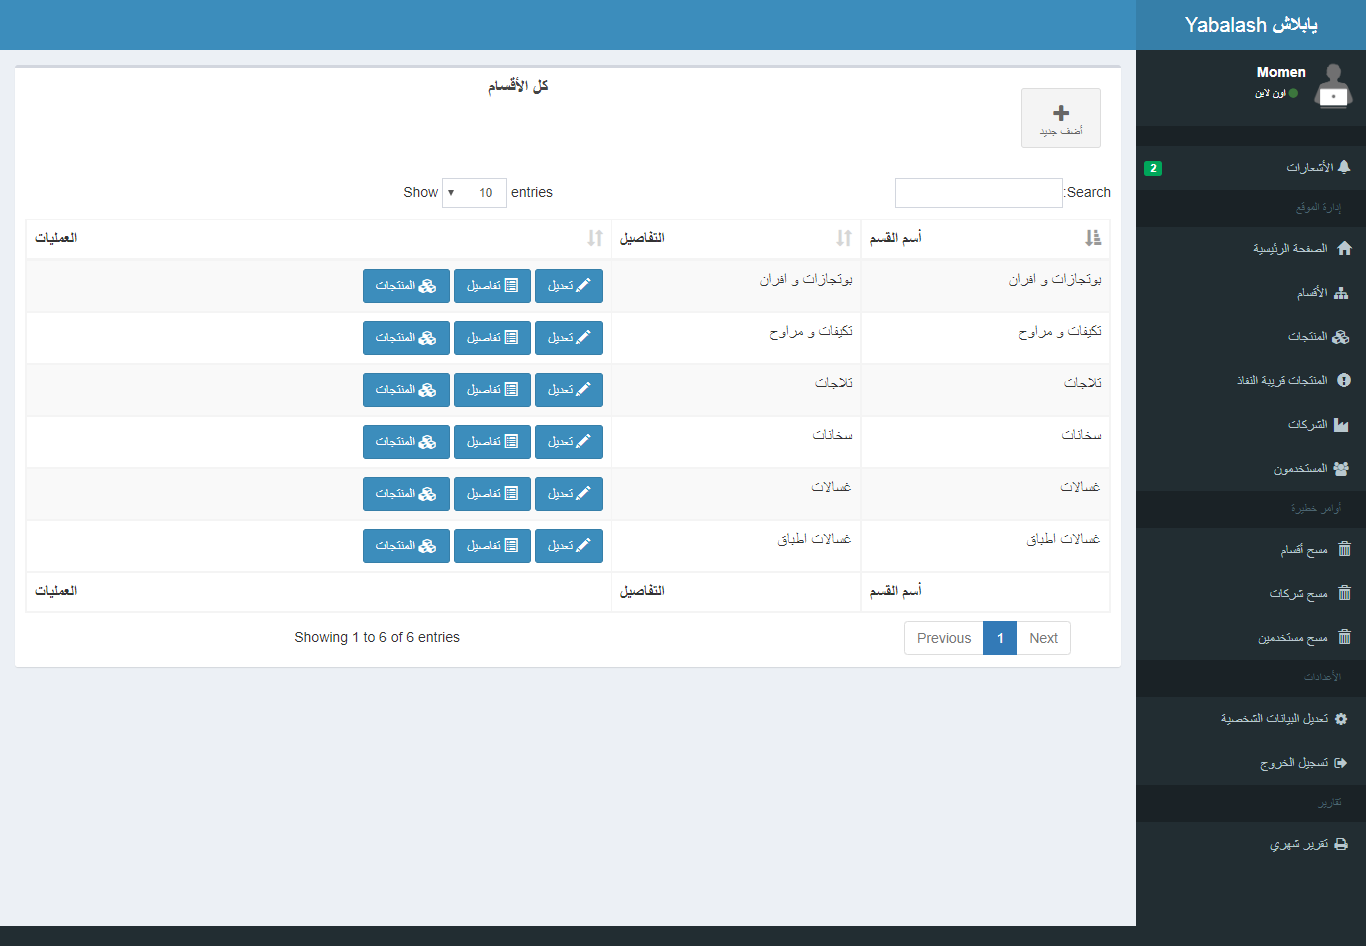 يابلاش Yabalash
Momen
اون لاين
الأشعارات
2
إدارة الموقع
الصفحة الرئيسية
الأقسام
المنتجات
المنتجات قريبة النفاذ
الشركات
المستخدمون
أوامر خطيرة
مسح أقسام
مسح شركات
مسح مستخدمين
الأعدادات
تعديل البيانات الشخصية
تسجيل الخروج
تقارير
تقرير شهري
كل الأقسام
أضف جديد
Search:
Show 10 entries
أسم القسم التفاصيل العمليات
بوتجازات و افران بوتجازات و افران تعديل تفاصيل المنتجات
تكيفات و مراوح تكيفات و مراوح تعديل تفاصيل المنتجات
تلاجات تلاجات تعديل تفاصيل المنتجات
سخانات سخانات تعديل تفاصيل المنتجات
غسالات غسالات تعديل تفاصيل المنتجات
غسالات اطباق غسالات اطباق تعديل تفاصيل المنتجات
أسم القسم التفاصيل العمليات
Previous 1 Next
Showing 1 to 6 of 6 entries